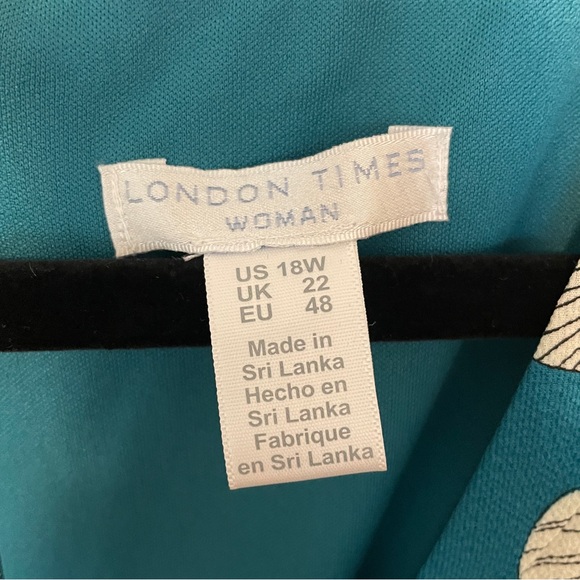 LONDON TIMES
WOMAN
US 18W
UK 22
EU 48
Made in
Sri Lanka
Hecho en
Sri Lanka
Fabrique
en Sri Lanka